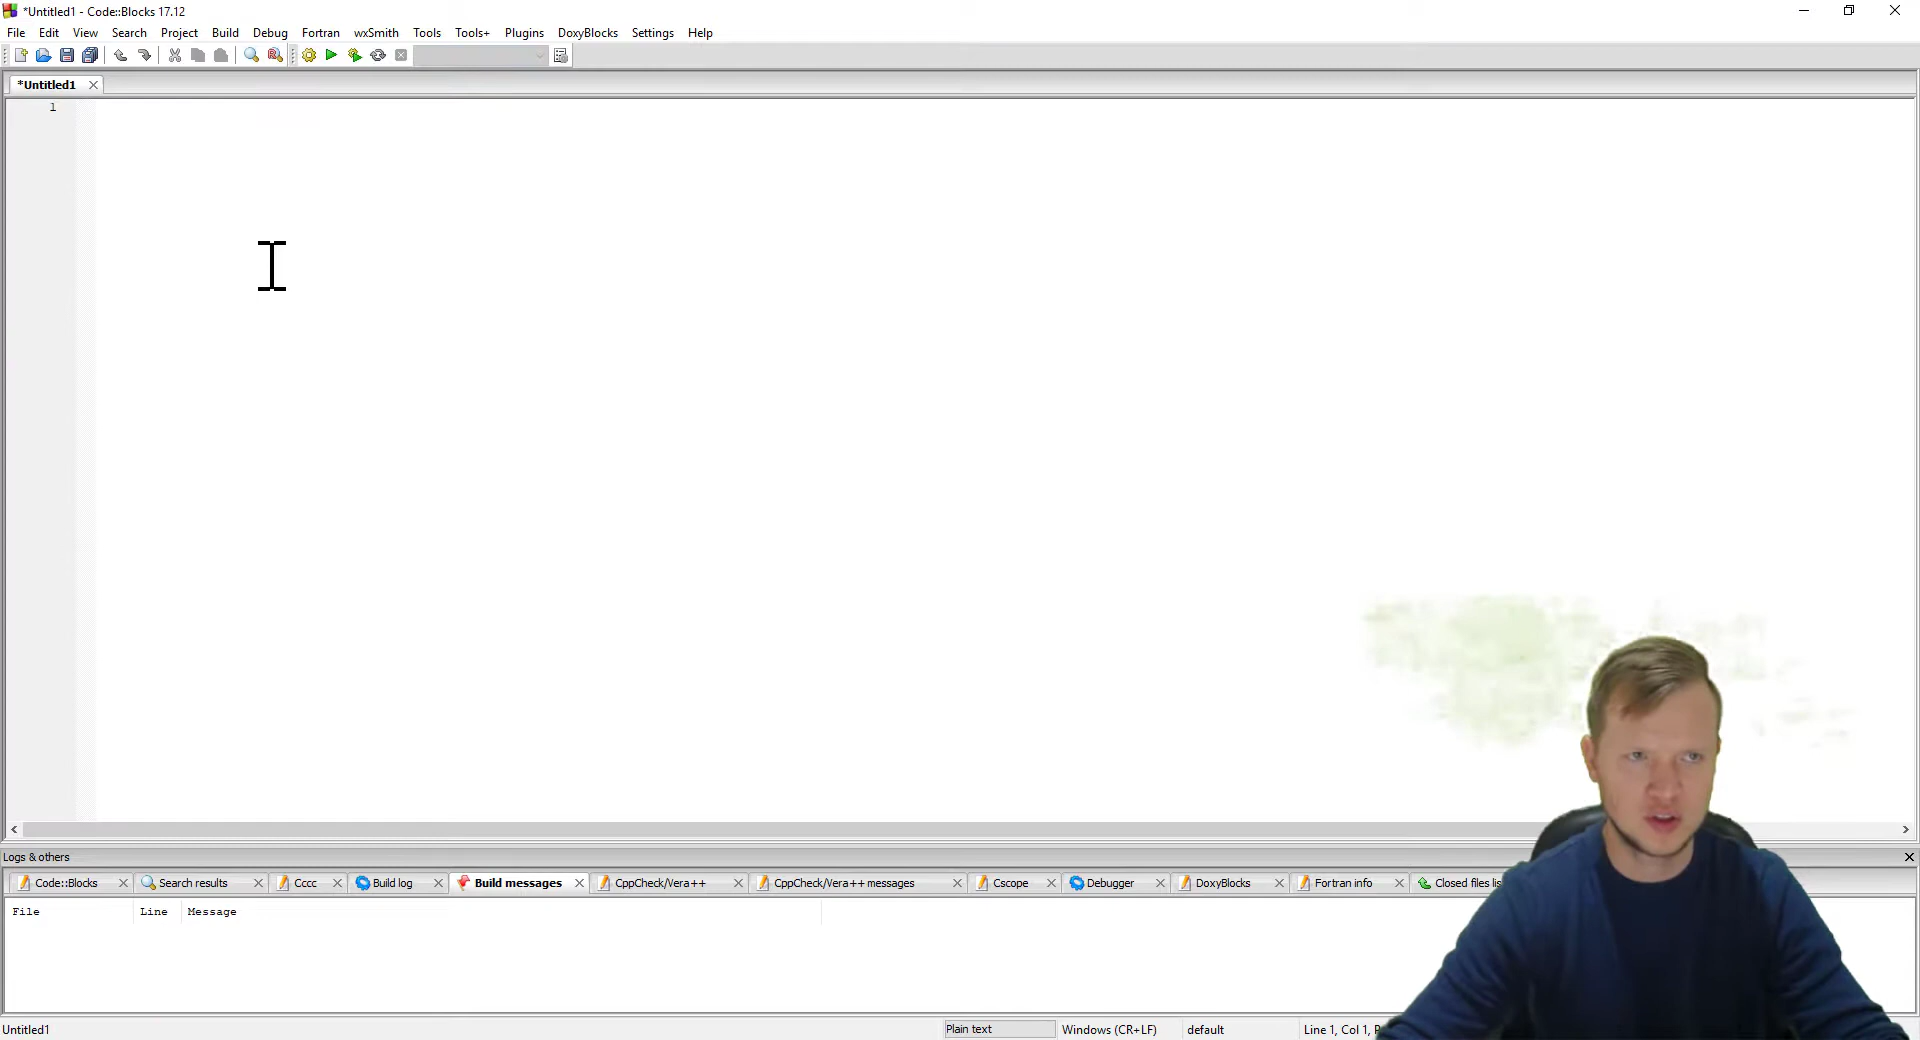 *Untitled1 - Code::Blocks 17.12
File Edit View Search Project Build Debug Fortran wxSmith Tools Tools+ Plugins DoxyBlocks Settings Help
*Untitled1
1
Logs & others
Code::Blocks Search results Cccc Build log Build messages CppCheck/Vera++ CppCheck/Vera++ messages Cscope Debugger DoxyBlocks Fortran info Closed files
File Line Message
Untitled1 Plain text Windows (CR+LF) default Line 1, Col 1,